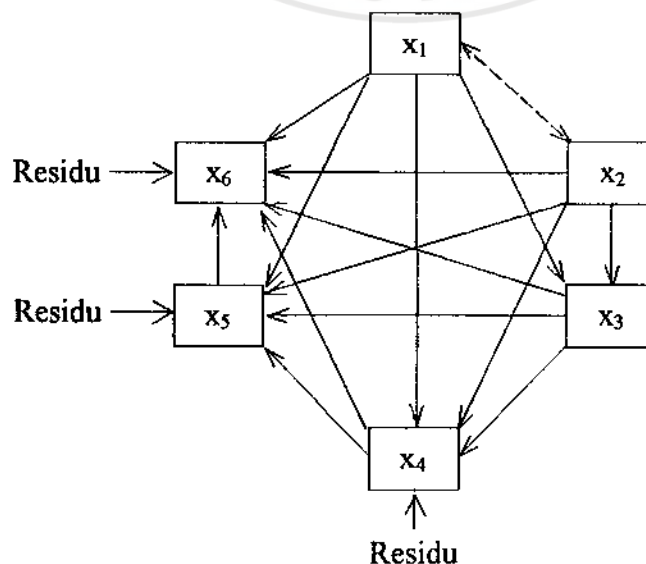 x₁
Residu
x₆
x₂
Residu
x₅
x₃
x₄
Residu